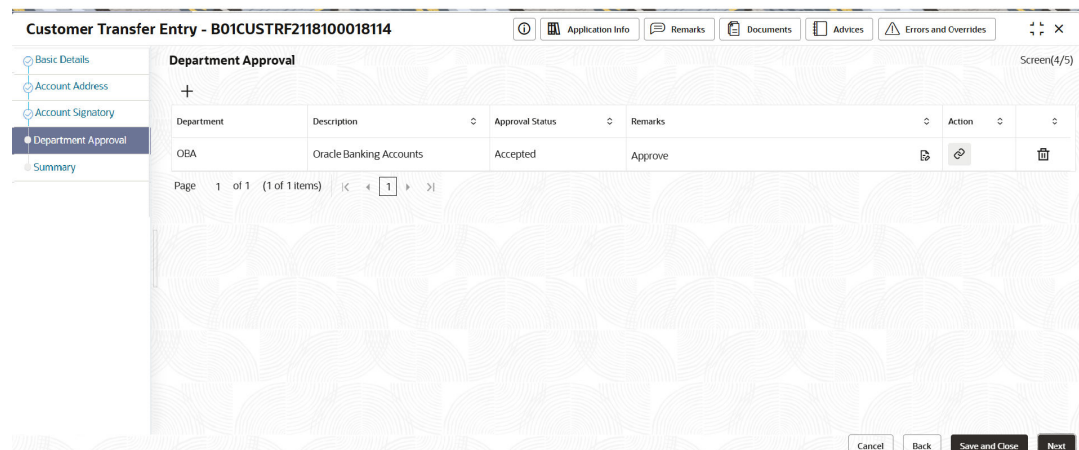 Customer Transfer Entry - B01CUSTRF2118100018114
Application Info
Remarks
Documents
Advices
Errors and Overrides
Basic Details
Account Address
Account Signatory
Department Approval
Summary
Department Approval
Screen(4/5)
Department Description Approval Status Remarks Action
OBA Oracle Banking Accounts Accepted Approve
Page 1 of 1 (1 of 1 items) 1
Cancel Back Save and Close Next